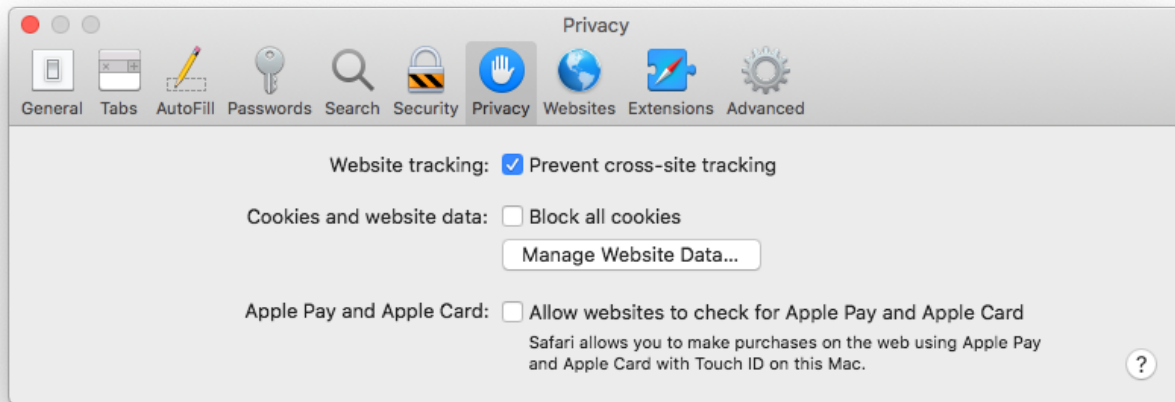 Privacy
General Tabs AutoFill Passwords Search Security Privacy Websites Extensions Advanced
Website tracking: Prevent cross-site tracking
Cookies and website data: Block all cookies
Manage Website Data...
Apple Pay and Apple Card: Allow websites to check for Apple Pay and Apple Card
Safari allows you to make purchases on the web using Apple Pay
and Apple Card with Touch ID on this Mac.
?